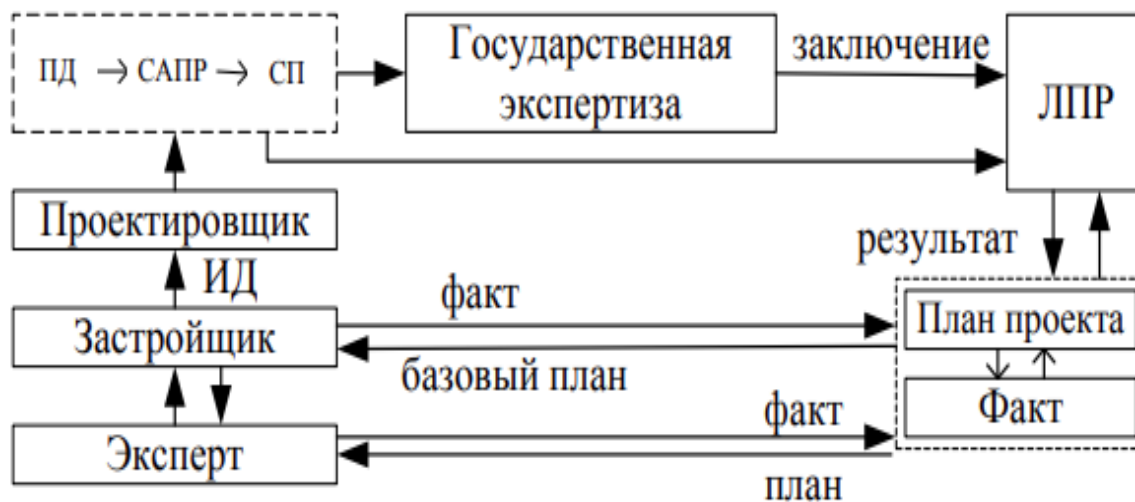 ПД САПР СП
Государственная
экспертиза
заключение
ЛПР
Проектировщик
результат
ИД
факт
План проекта
Застройщик
базовый план
Факт
факт
Эксперт
план